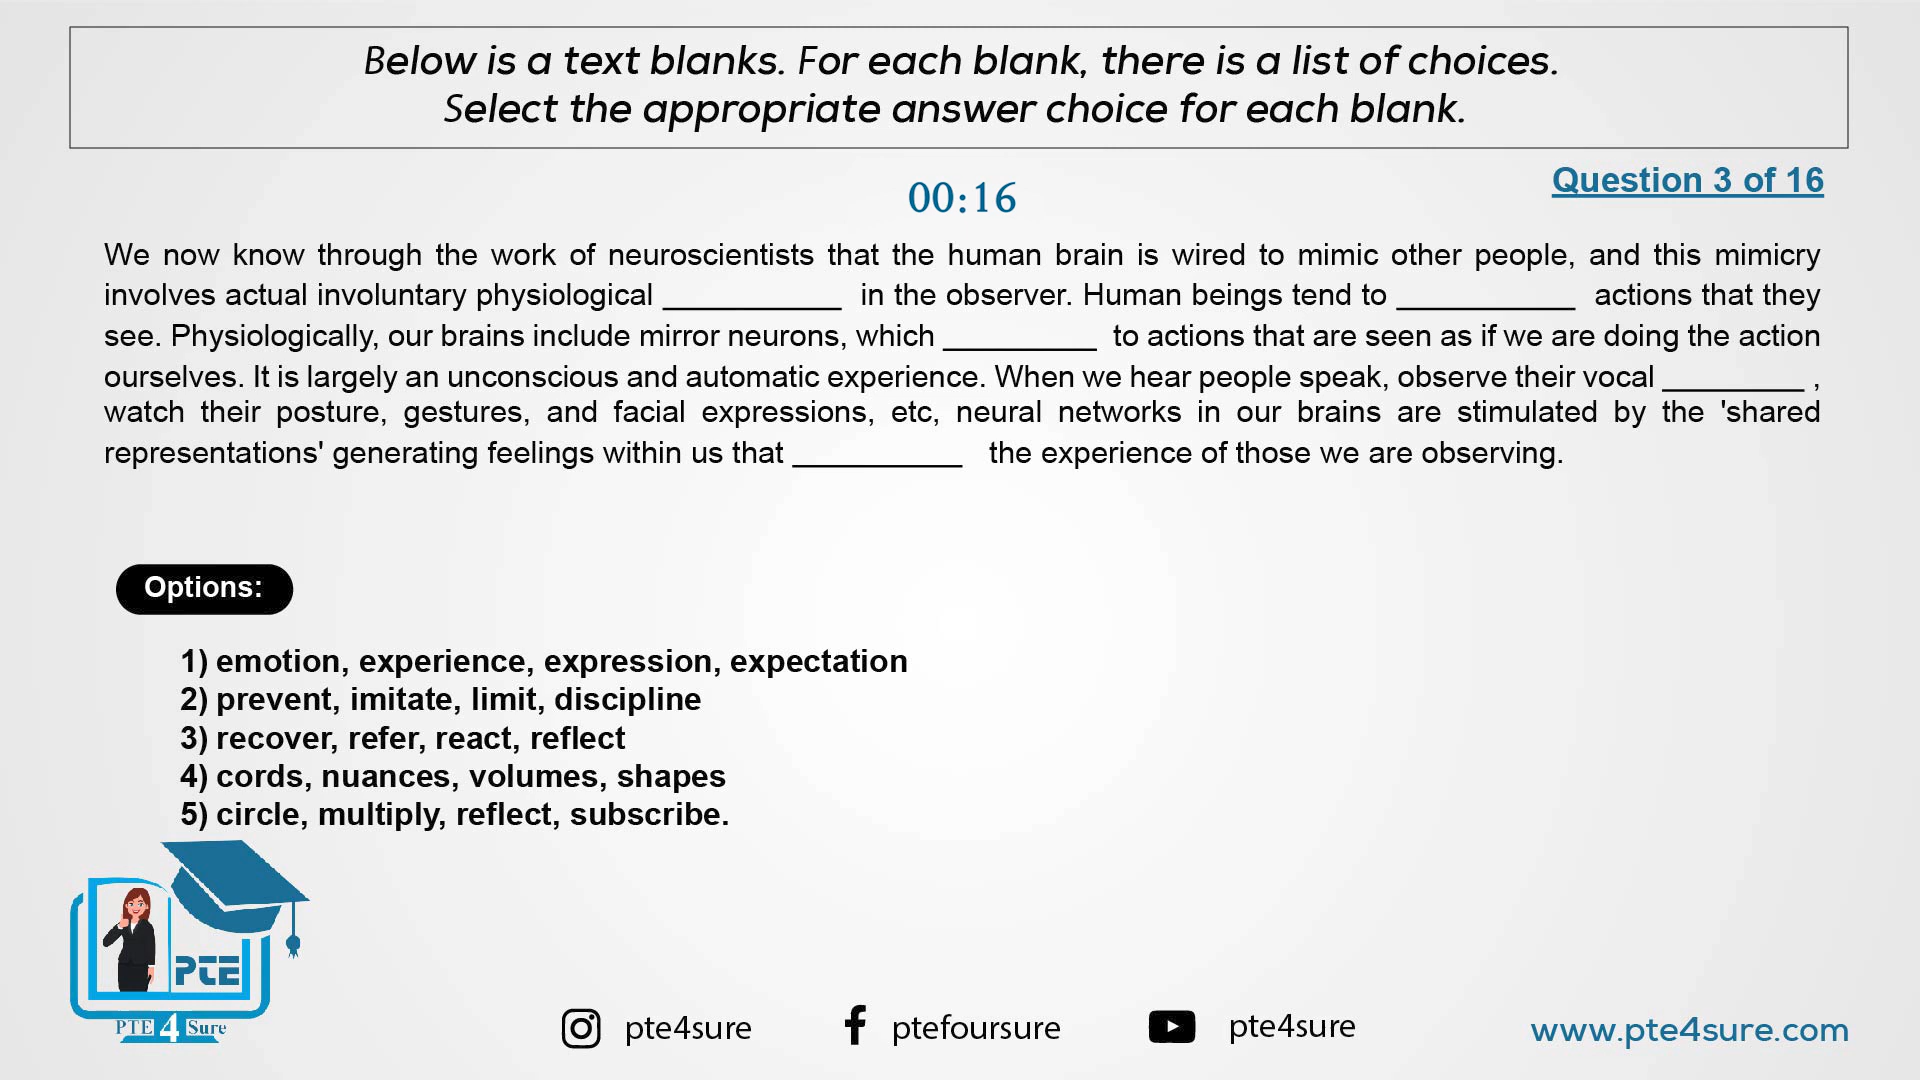 Below is a text blanks. For each blank, there is a list of choices.
Select the appropriate answer choice for each blank.
Question 3 of 16
00:16
We now know through the work of neuroscientists that the human brain is wired to mimic other people, and this mimicry
involves actual involuntary physiological ___________ in the observer. Human beings tend to ___________ actions that they
see. Physiologically, our brains include mirror neurons, which _________ to actions that are seen as if we are doing the action
ourselves. It is largely an unconscious and automatic experience. When we hear people speak, observe their vocal ________ ,
watch their posture, gestures, and facial expressions, etc, neural networks in our brains are stimulated by the 'shared
representations' generating feelings within us that __________ the experience of those we are observing.
Options:
1) emotion, experience, expression, expectation
2) prevent, imitate, limit, discipline
3) recover, refer, react, reflect
4) cords, nuances, volumes, shapes
5) circle, multiply, reflect, subscribe.
PTE
PTE 4 Sure
pte4sure
ptefoursure
pte4sure
www.pte4sure.com